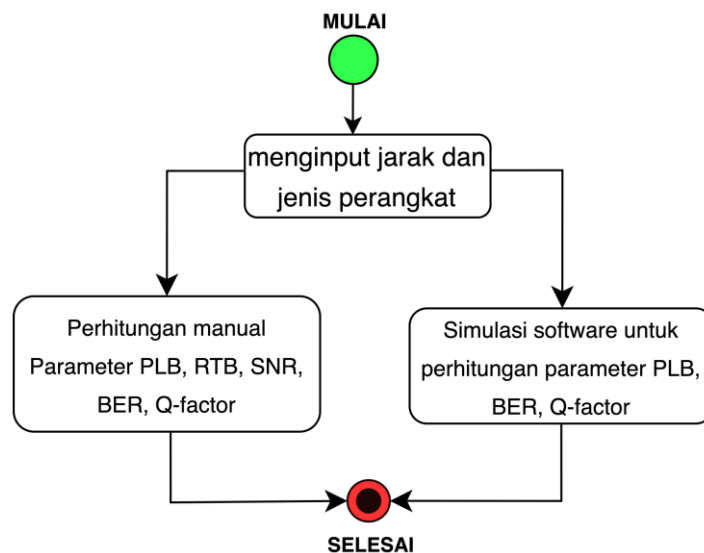 MULAI
menginput jarak dan
jenis perangkat
Perhitungan manual
Parameter PLB, RTB, SNR,
BER, Q-factor
Simulasi software untuk
perhitungan parameter PLB,
BER, Q-factor
SELESAI